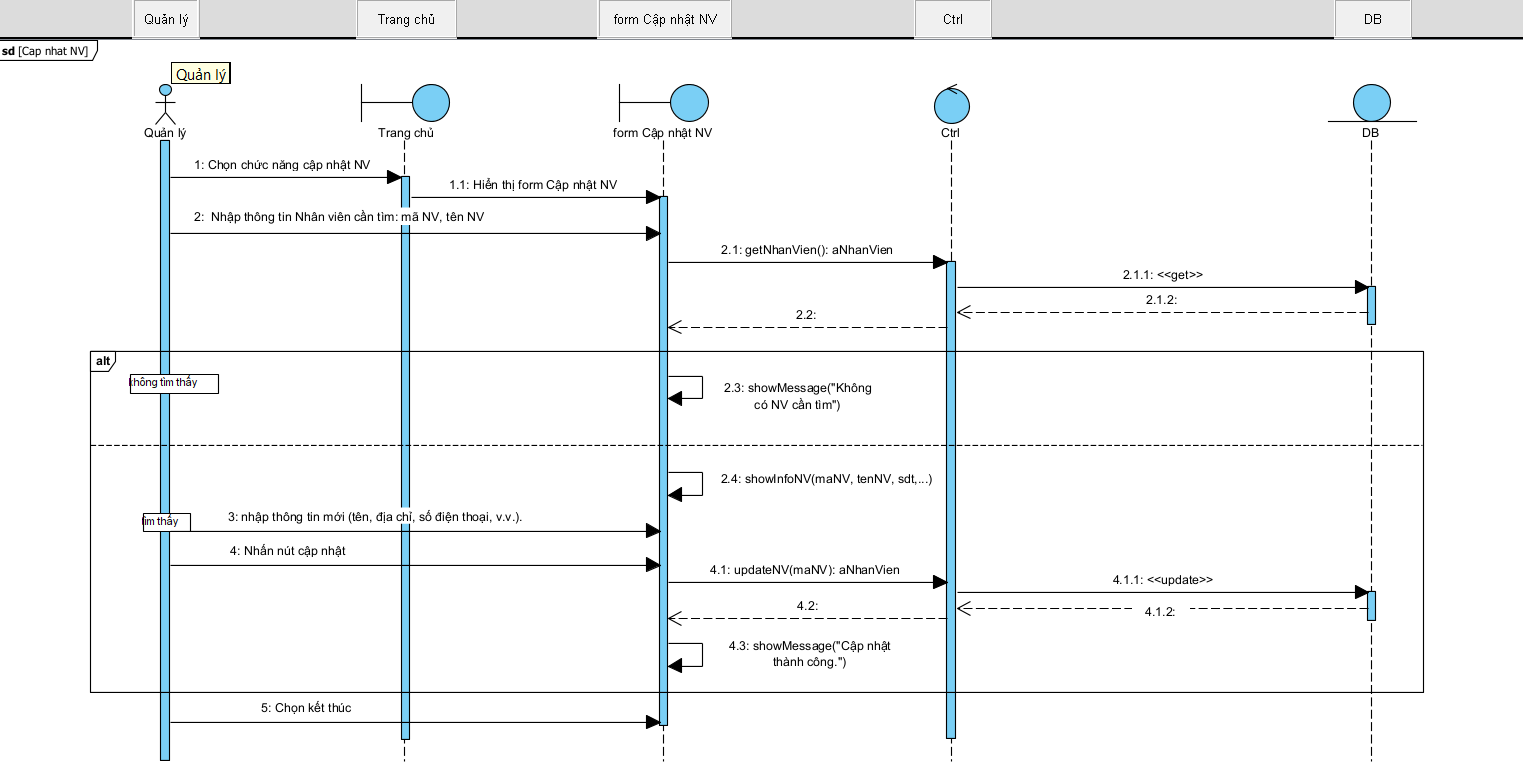 Quản lý
Trang chủ
form Cập nhật NV
Ctrl
DB
sd [Cap nhat NV]
Quản lý
Quản lý
Trang chủ
form Cập nhật NV
Ctrl
DB
1: Chọn chức năng cập nhật NV
1.1: Hiển thị form Cập nhật NV
2: Nhập thông tin Nhân viên cần tìm: mã NV, tên NV
2.1: getNhanVien(): aNhanVien
2.1.1: <<get>>
2.1.2:
2.2:
alt
không tìm thấy
2.3: showMessage("Không
có NV cần tìm")
2.4: showInfoNV(maNV, tenNV, sdt,...)
tìm thấy
3: nhập thông tin mới (tên, địa chỉ, số điện thoại, v.v.).
4: Nhấn nút cập nhật
4.1: updateNV(maNV): aNhanVien
4.1.1: <<update>>
4.2:
4.1.2:
4.3: showMessage("Cập nhật
thành công.")
5: Chọn kết thúc